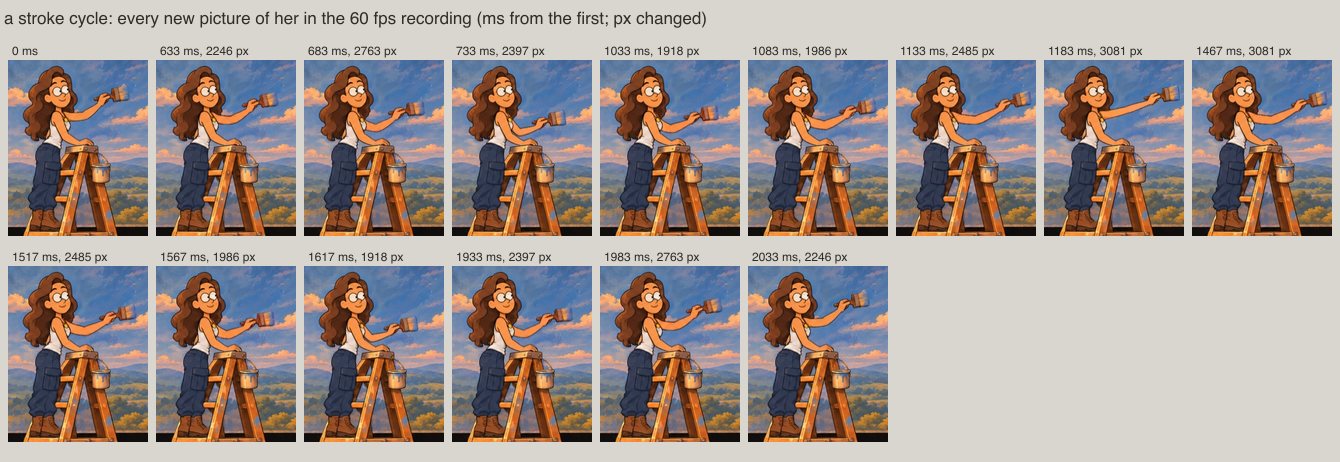 a stroke cycle: every new picture of her in the 60 fps recording (ms from the first; px changed)
0 ms
633 ms, 2246 px
683 ms, 2763 px
733 ms, 2397 px
1033 ms, 1918 px
1083 ms, 1986 px
1133 ms, 2485 px
1183 ms, 3081 px
1467 ms, 3081 px
1517 ms, 2485 px
1567 ms, 1986 px
1617 ms, 1918 px
1933 ms, 2397 px
1983 ms, 2763 px
2033 ms, 2246 px